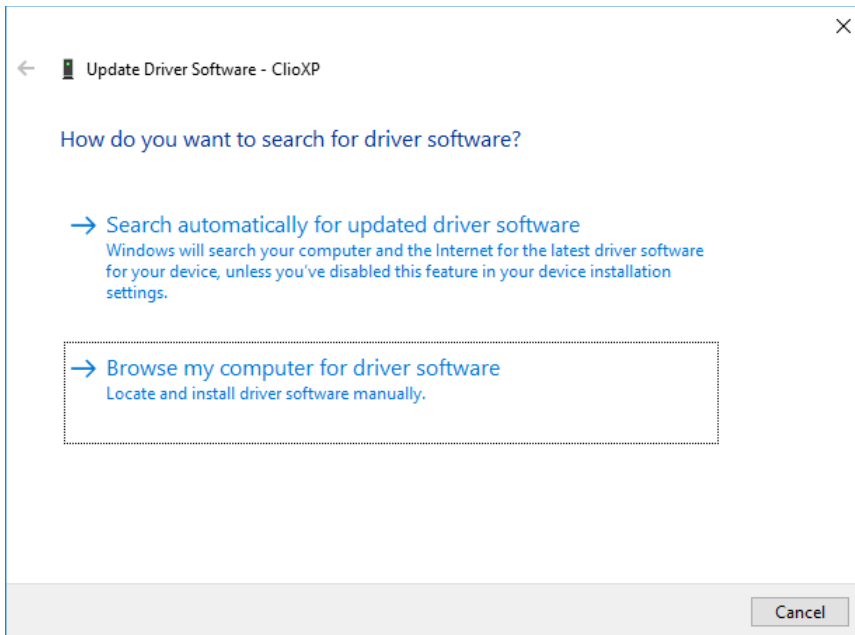 Update Driver Software - ClioXP
How do you want to search for driver software?
Search automatically for updated driver software
Windows will search your computer and the Internet for the latest driver software
for your device, unless you've disabled this feature in your device installation
settings.
Browse my computer for driver software
Locate and install driver software manually.
Cancel